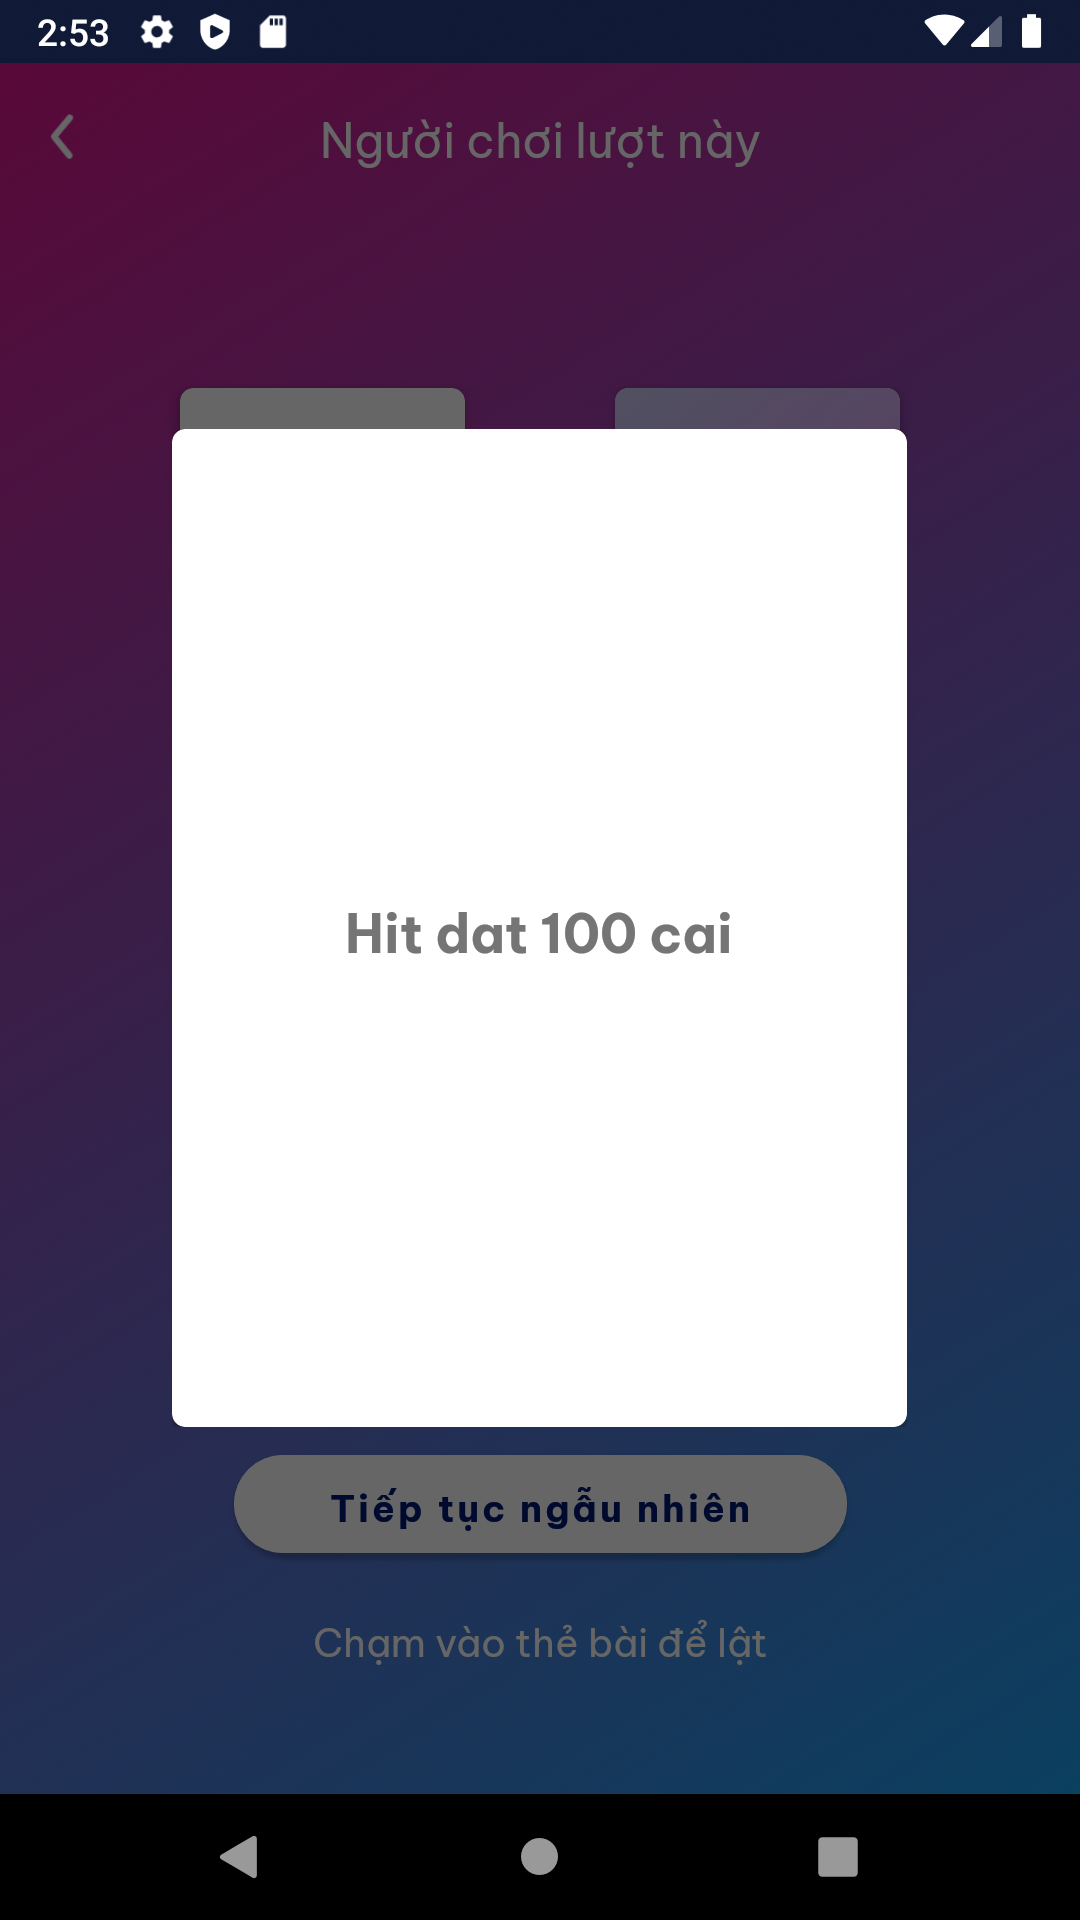 2:53
Người chơi lượt này
Hit dat 100 cai
Tiếp tục ngẫu nhiên
Chạm vào thẻ bài để lật